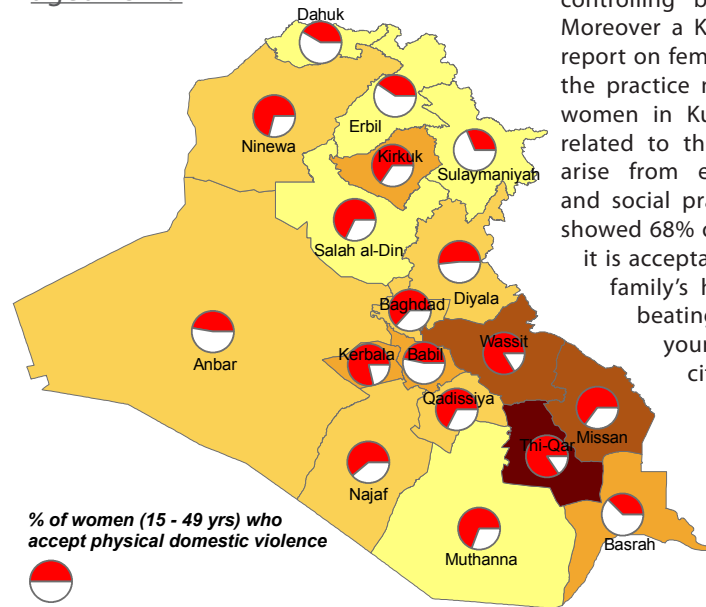 controlling b
Moreover a K
report on fem
the practice
women in Ku
related to th
arise from e
and social pra
showed 68% o
it is accepta
family's h
beating
your
ci
Dahuk
Erbil
Ninewa
Kirkuk
Sulaymaniyah
Salah al-Din
Diyala
Baghdad
Anbar
Kerbala
Babil
Wassit
Qadissiya
Missan
Thi-Qar
Najaf
Basrah
Muthanna
% of women (15 - 49 yrs) who
accept physical domestic violence